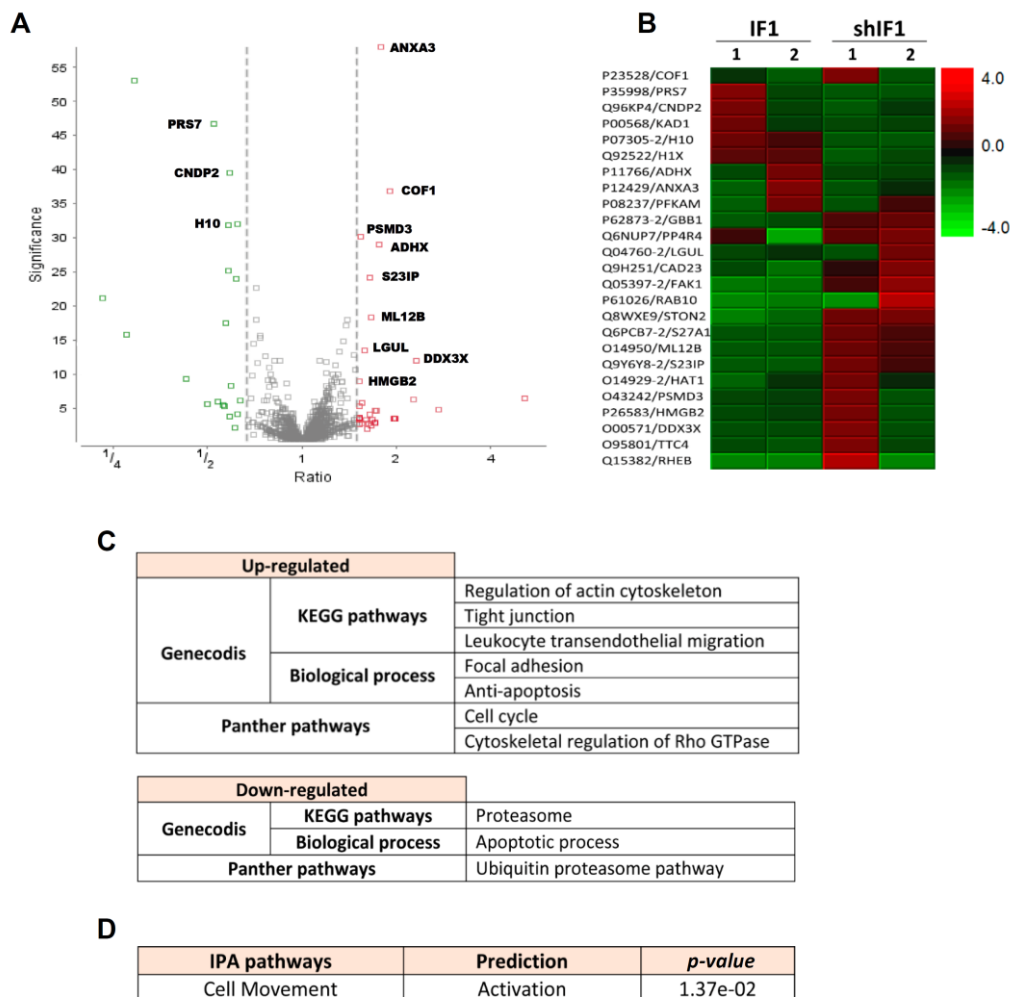 A
ANXA3
PRS7
CNDP2
COF1
H10
PSMD3
ADHX
S23IP
ML12B
LGUL
DDX3X
HMGB2
Significance
55
50
45
40
35
30
25
20
15
10
5
1/4
1/2
1
2
4
Ratio
B
IF1 shIF1
1 2 1 2
P23528/COF1
P35998/PRS7
Q96KP4/CNDP2
P00568/KAD1
P07305-2/H10
Q92522/H1X
P11766/ADHX
P12429/ANXA3
P08237/PFKAM
P62873-2/GBB1
Q6NUP7/PP4R4
Q04760-2/LGUL
Q9H251/CAD23
Q05397-2/FAK1
P61026/RAB10
Q8WXE9/STON2
Q6PCB7-2/S27A1
O14950/ML12B
Q9Y6Y8-2/S23IP
O14929-2/HAT1
O43242/PSMD3
P26583/HMGB2
O00571/DDX3X
O95801/TTC4
Q15382/RHEB
4.0
0.0
-4.0
C
Up-regulated
Genecodis
KEGG pathways
Regulation of actin cytoskeleton
Tight junction
Leukocyte transendothelial migration
Biological process
Focal adhesion
Anti-apoptosis
Panther pathways
Cell cycle
Cytoskeletal regulation of Rho GTPase
Down-regulated
Genecodis
KEGG pathways
Proteasome
Biological process
Apoptotic process
Panther pathways
Ubiquitin proteasome pathway
D
IPA pathways Prediction p-value
Cell Movement Activation 1.37e-02